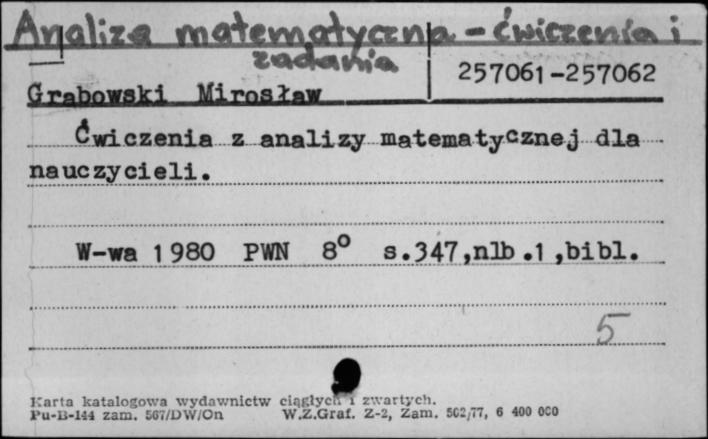 Analiza matematyczna - ćwiczenia i
zadania
257061-257062
Grabowski Mirosław
Ćwiczenia z analizy matematycznej dla
nauczycieli.
W-wa 1980 PWN 8º s.347,nlb.1,bibl.
5
Karta katalogowa wydawnictw ciągłych i zwartych.
Pu-B-144 zam. 567/DW/On W.Z.Graf. Z-2, Zam. 502/77, 6 400 000